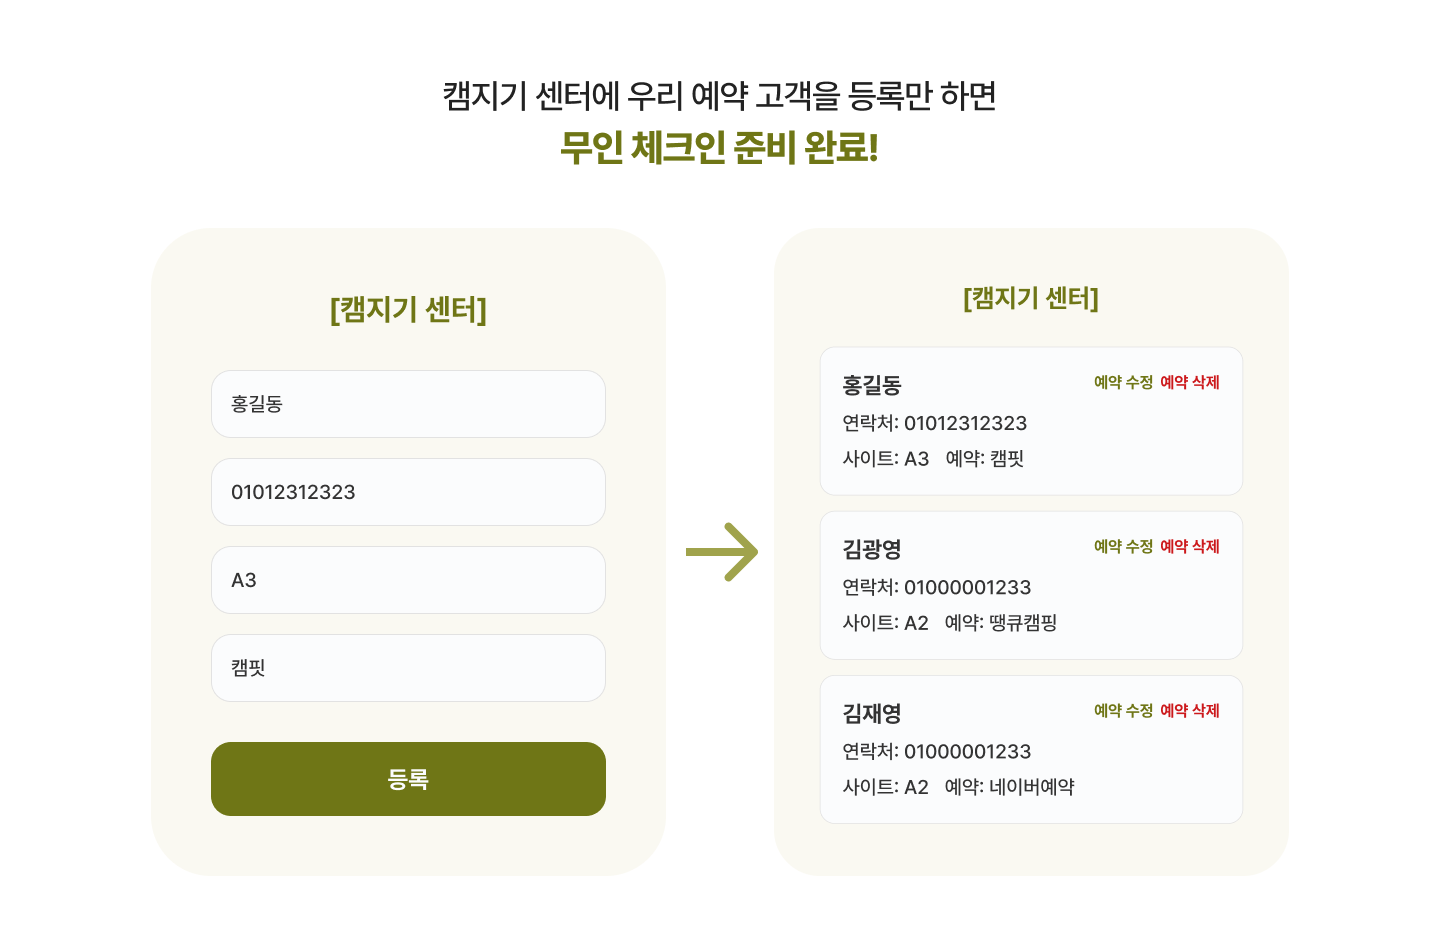 캠지기 센터에 우리 예약 고객을 등록만 하면
무인 체크인 준비 완료!
[캠지기 센터]
홍길동
01012312323
A3
캠핏
등록
[캠지기 센터]
홍길동 예약 수정 예약 삭제
연락처: 01012312323
사이트: A3 예약: 캠핏
김광영 예약 수정 예약 삭제
연락처: 01000001233
사이트: A2 예약: 땡큐캠핑
김재영 예약 수정 예약 삭제
연락처: 01000001233
사이트: A2 예약: 네이버예약